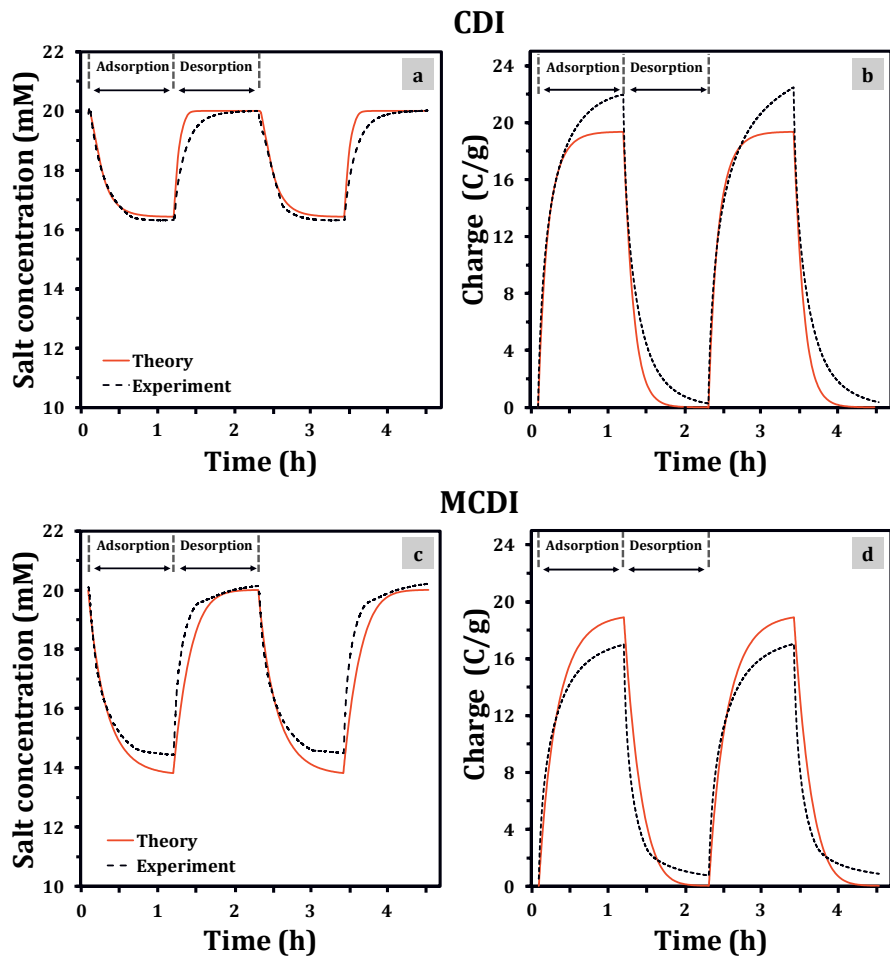 CDI
Salt concentration (mM)
22
20
18
16
14
12
10
Adsorption
Desorption
a
Theory
Experiment
0
1
2
3
4
Time (h)
Charge (C/g)
24
20
16
12
8
4
0
Adsorption
Desorption
b
0
1
2
3
4
Time (h)
MCDI
Salt concentration (mM)
22
20
18
16
14
12
10
Adsorption
Desorption
c
Theory
Experiment
0
1
2
3
4
Time (h)
Charge (C/g)
24
20
16
12
8
4
0
Adsorption
Desorption
d
0
1
2
3
4
Time (h)